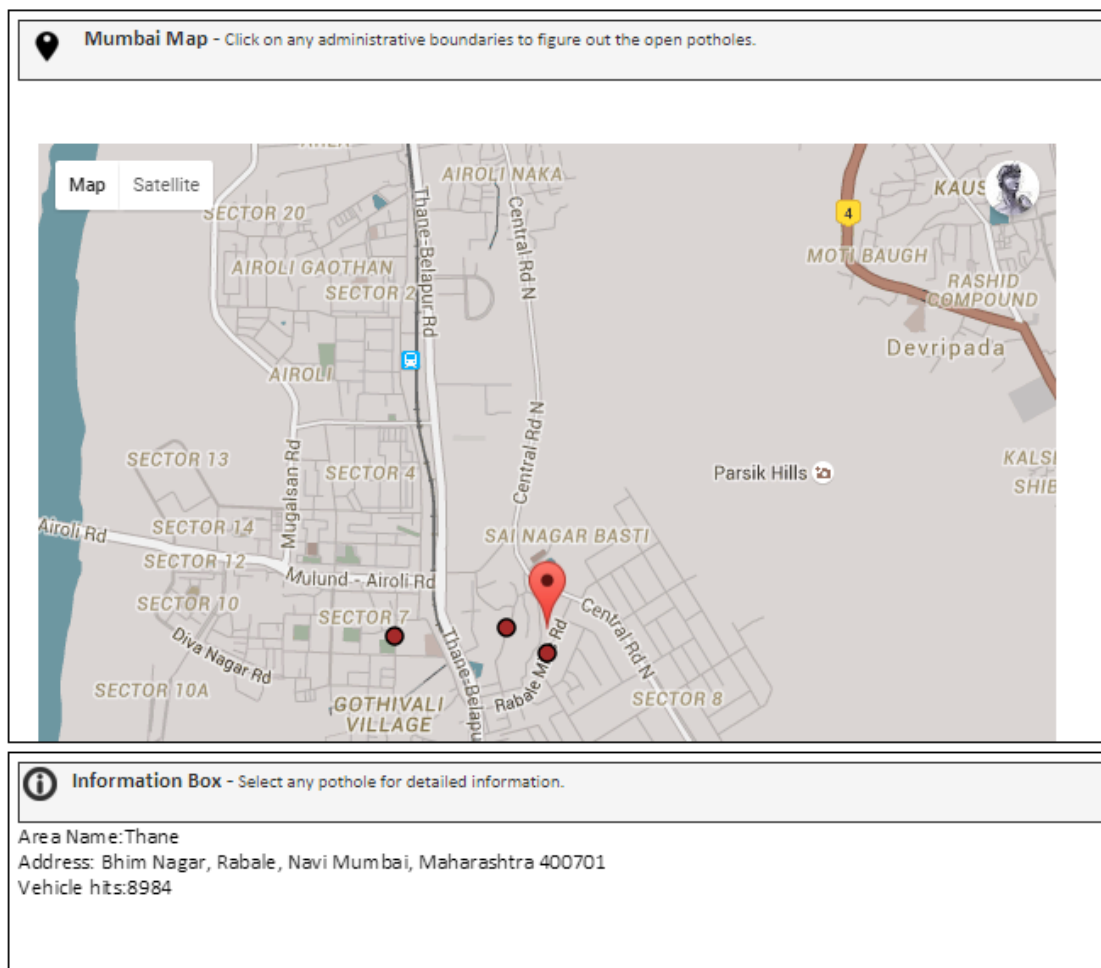 Mumbai Map - Click on any administrative boundaries to figure out the open potholes.
Map Satellite
AIROLI NAKA
KAUS
SECTOR 20
4
Thane-Belapur Rd
Central Rd N
MOTI BAUGH
AIROLI GAOTHAN
SECTOR 2
RASHID
COMPOUND
Devripada
AIROLI
Central Rd N
Mugalsan Rd
SECTOR 13
SECTOR 4
Parsik Hills
KALS
SHIB
Airoli Rd
SECTOR 14
SAI NAGAR BASTI
SECTOR 12
Mulund - Airoli Rd
SECTOR 10
SECTOR 7
Central Rd N
Diva Nagar Rd
Thane-Belapu
Rabale M Rd
SECTOR 10A
GOTHIVALI
VILLAGE
SECTOR 8
Information Box - Select any pothole for detailed information.
Area Name:Thane
Address: Bhim Nagar, Rabale, Navi Mumbai, Maharashtra 400701
Vehicle hits:8984